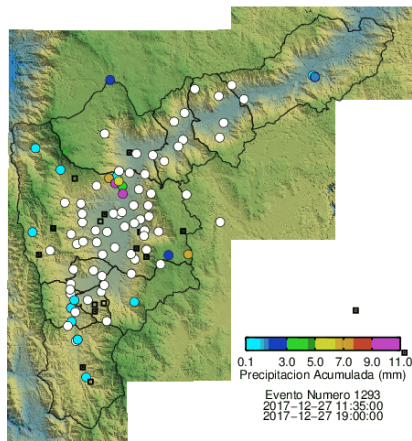 0.1 3.0 5.0 7.0 9.0 11.0
Precipitacion Acumulada (mm)
Evento Numero 1293
2017-12-27 11:35:00
2017-12-27 19:00:00